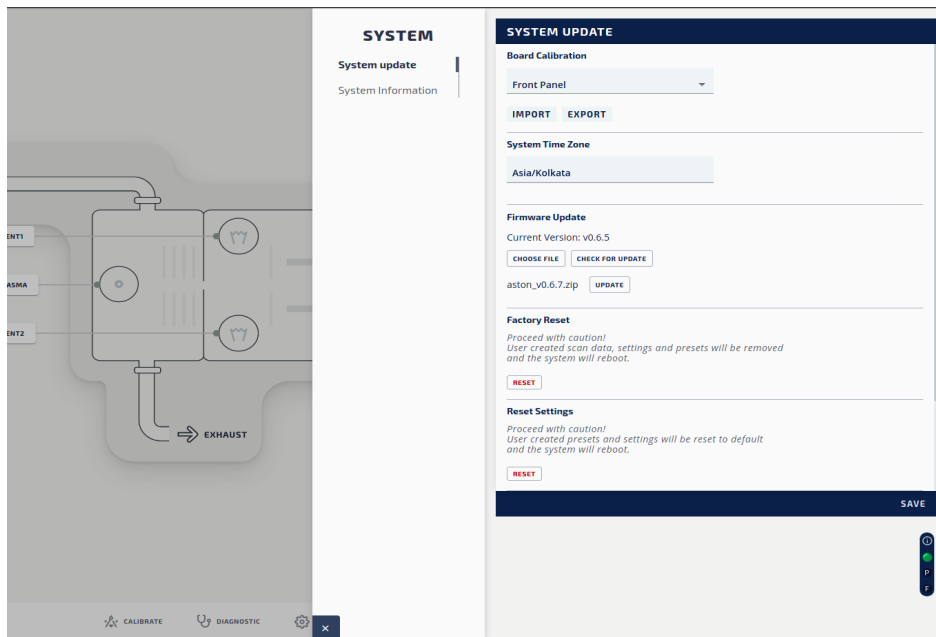 SYSTEM
System update
System Information
SYSTEM UPDATE
Board Calibration
Front Panel
IMPORT EXPORT
System Time Zone
Asia/Kolkata
Firmware Update
Current Version: v0.6.5
CHOOSE FILE CHECK FOR UPDATE
aston_v0.6.7.zip UPDATE
Factory Reset
Proceed with caution!
User created scan data, settings and presets will be removed
and the system will reboot.
RESET
Reset Settings
Proceed with caution!
User created presets and settings will be reset to default
and the system will reboot.
RESET
SAVE
ENT1
ASMA
ENT2
EXHAUST
CALIBRATE
DIAGNOSTIC
×
P
F